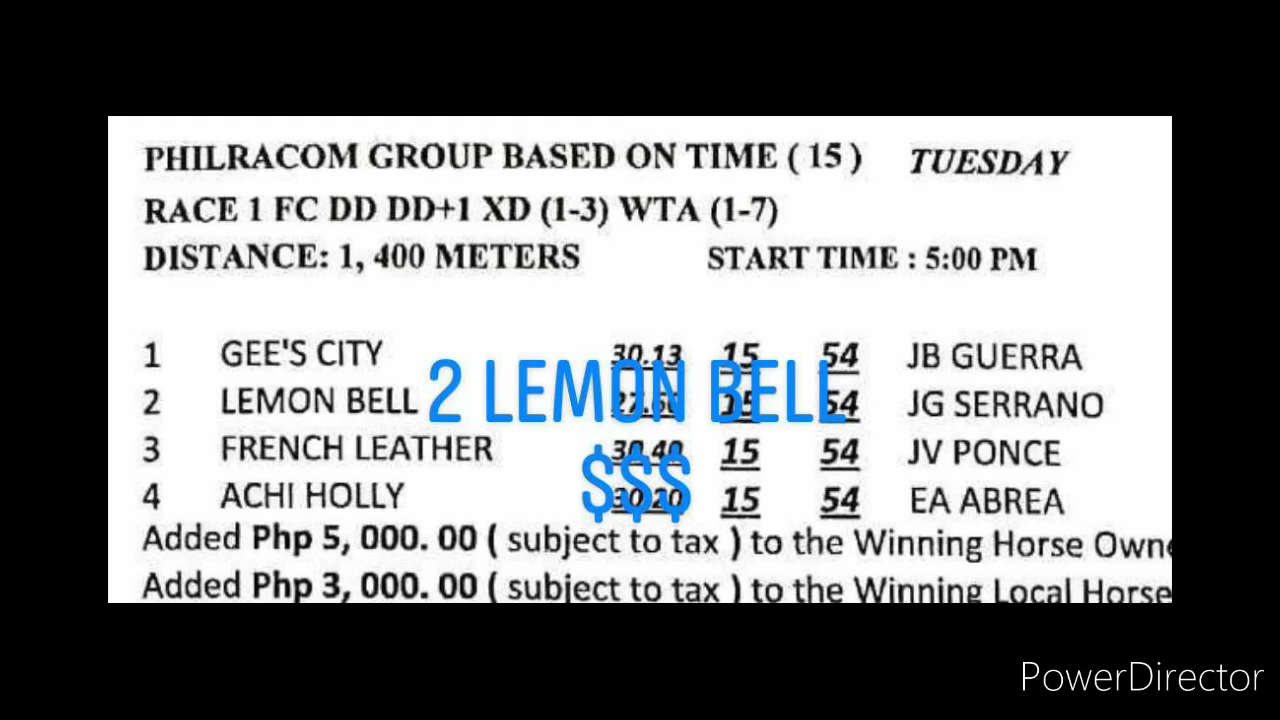 PHILRACOM GROUP BASED ON TIME ( 15 ) TUESDAY
RACE 1 FC DD DD+1 XD (1-3) WTA (1-7)
DISTANCE: 1, 400 METERS START TIME : 5:00 PM
1 GEE'S CITY 30.13 15 54 JB GUERRA
2 LEMON BELL 15 54 JG SERRANO
2 LEMON BELL
3 FRENCH LEATHER 30.40 15 54 JV PONCE
$$$
4 ACHI HOLLY 30.20 15 54 EA ABREA
Added Php 5, 000. 00 ( subject to tax ) to the Winning Horse Own
Added Php 3, 000. 00 ( subject to tax ) to the Winning Local Horse
PowerDirector